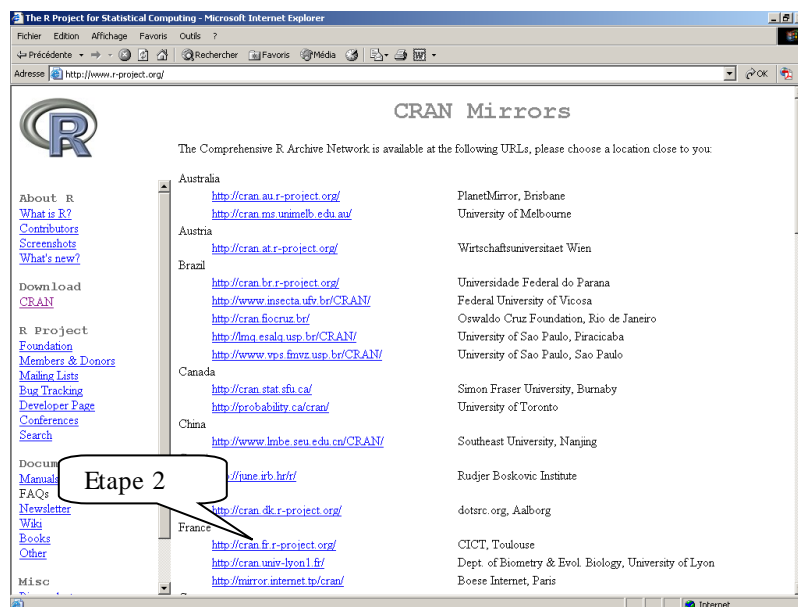 The R Project for Statistical Computing - Microsoft Internet Explorer
Fichier Edition Affichage Favoris Outils ?
Précédente Rechercher Favoris Média
Adresse http://www.r-project.org/ OK
R
CRAN Mirrors
The Comprehensive R Archive Network is available at the following URLs, please choose a location close to you:
About R
What is R?
Contributors
Screenshots
What's new?
Download
CRAN
R Project
Foundation
Members & Donors
Mailing Lists
Bug Tracking
Developer Page
Conferences
Search
Docum
Manuals
FAQs
Newsletter
Wiki
Books
Other
Misc
Etape 2
Australia
http://cran.au.r-project.org/ PlanetMirror, Brisbane
http://cran.ms.unimelb.edu.au/ University of Melbourne
Austria
http://cran.at.r-project.org/ Wirtschaftsuniversitaet Wien
Brazil
http://cran.br.r-project.org/ Universidade Federal do Parana
http://www.insecta.ufv.br/CRAN/ Federal University of Vicosa
http://cran.fiocruz.br/ Oswaldo Cruz Foundation, Rio de Janeiro
http://lmq.esalq.usp.br/CRAN/ University of Sao Paulo, Piracicaba
http://www.vps.fmvz.usp.br/CRAN/ University of Sao Paulo, Sao Paulo
Canada
http://cran.stat.sfu.ca/ Simon Fraser University, Burnaby
http://probability.ca/cran/ University of Toronto
China
http://www.lmbe.seu.edu.cn/CRAN/ Southeast University, Nanjing
://june.irb.hr/r/ Rudjer Boskovic Institute
http://cran.dk.r-project.org/ dotsrc.org, Aalborg
France
http://cran.fr.r-project.org/ CICT, Toulouse
http://cran.univ-lyon1.fr/ Dept. of Biometry & Evol. Biology, University of Lyon
http://mirror.internet.tp/cran/ Boese Internet, Paris
Internet